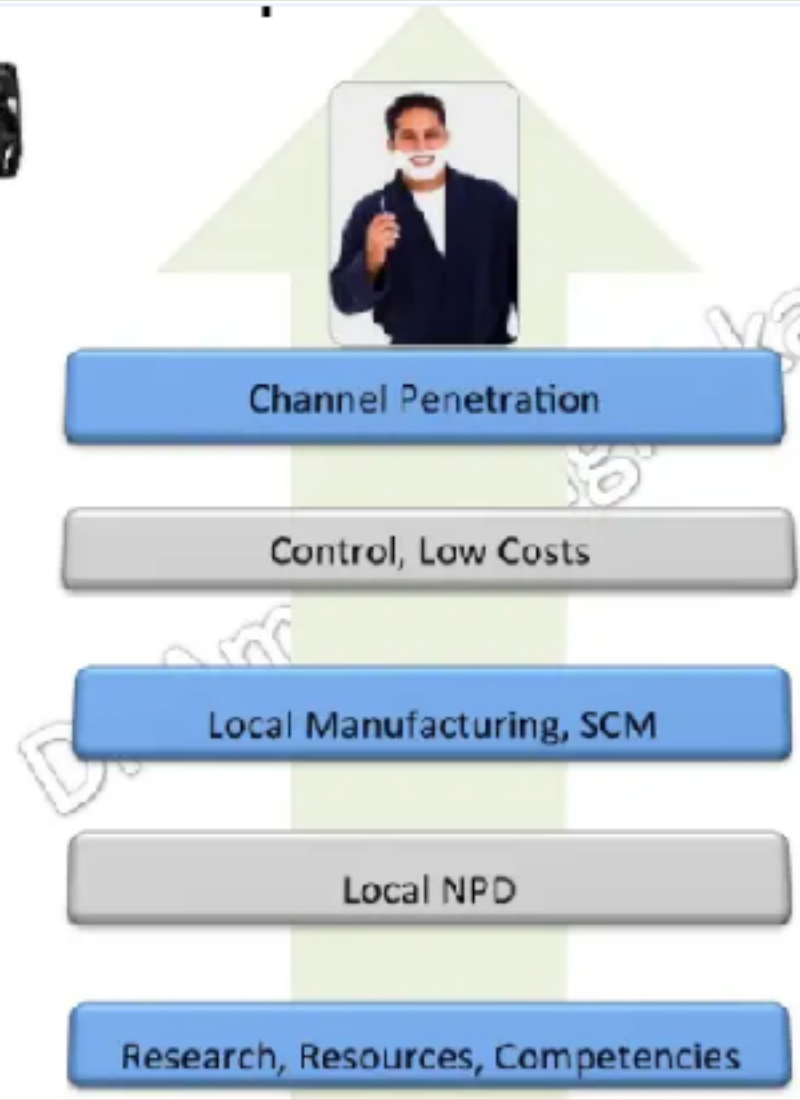 Channel Penetration
Control, Low Costs
Local Manufacturing, SCM
Local NPD
Research, Resources, Competencies